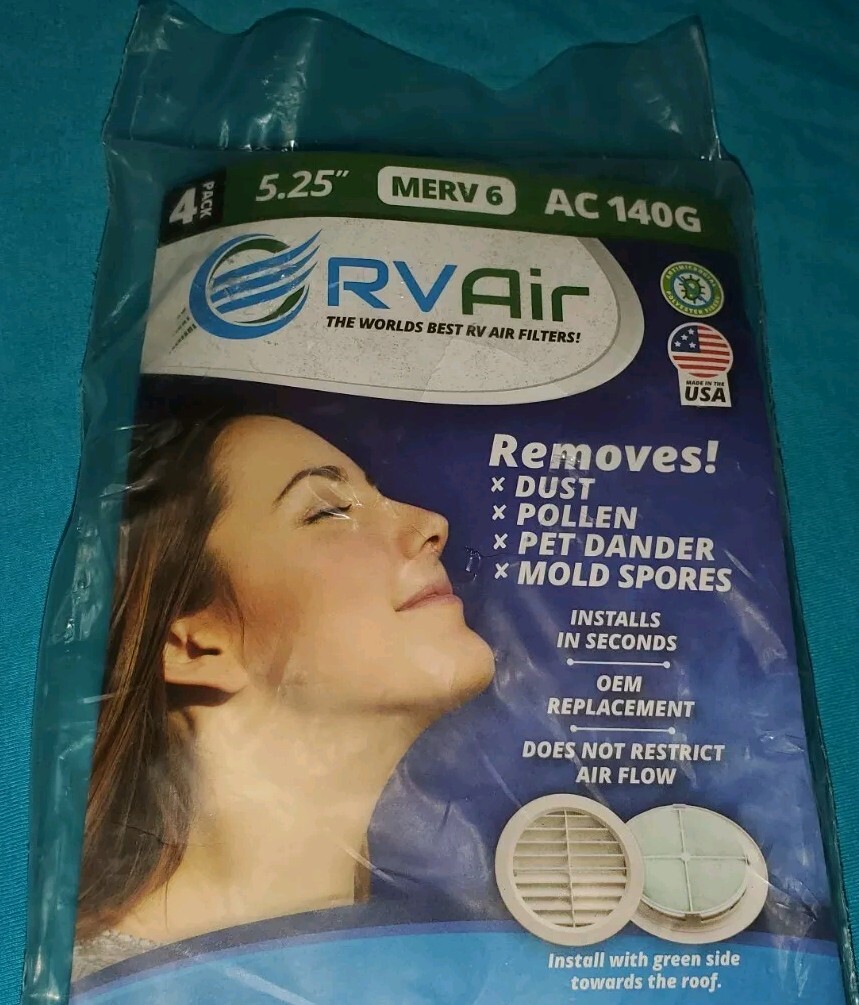 4 PACK
5.25″ MERV 6 AC 140G
RVAir
THE WORLDS BEST RV AIR FILTERS!
ANTIMICROBIAL
MADE IN THE
USA
Removes!
× DUST
× POLLEN
× PET DANDER
× MOLD SPORES
INSTALLS
IN SECONDS
OEM
REPLACEMENT
DOES NOT RESTRICT
AIR FLOW
Install with green side
towards the roof.